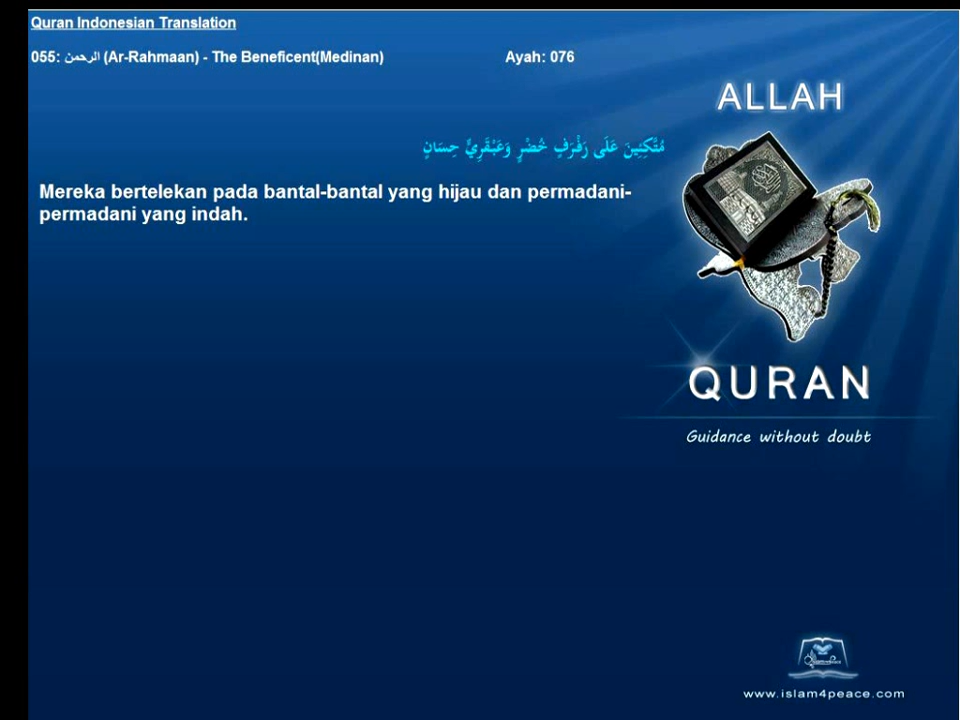 Quran Indonesian Translation
055: الرحمن (Ar-Rahmaan) - The Beneficent(Medinan) Ayah: 076
ALLAH
مُتَّكِئِينَ عَلَى رَفْرَفٍ خُضْرٍ وَعَبْقَرِيٍّ حِسَانٍ
Mereka bertelekan pada bantal-bantal yang hijau dan permadani-
permadani yang indah.
QURAN
Guidance without doubt
www.islam4peace.com